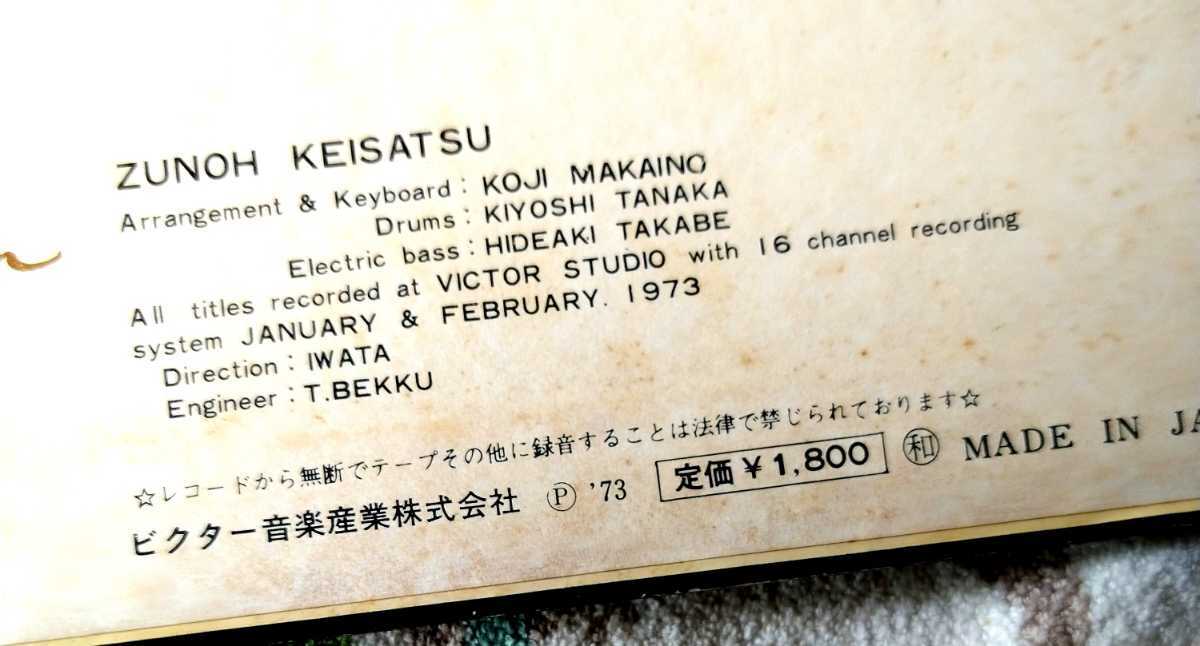 ZUNOH KEISATSU
Arrangement & Keyboard : KOJI MAKAINO
Drums : KIYOSHI TANAKA
Electric bass : HIDEAKI TAKABE
All titles recorded at VICTOR STUDIO with 16 channel recording
system JANUARY & FEBRUARY. 1973
Direction : IWATA
Engineer : T.BEKKU
☆レコードから無断でテープその他に録音することは法律で禁じられております☆
ビクター音楽産業株式会社 Ⓟ '73 定価¥1,800 �
 MADE IN JA